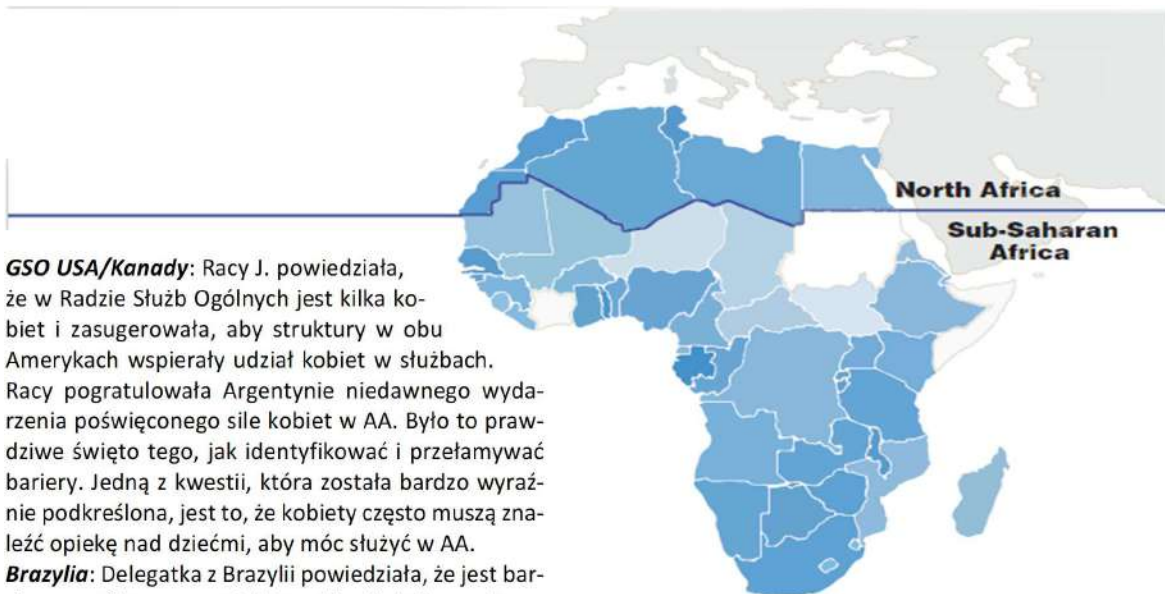 North Africa
Sub-Saharan
Africa
GSO USA/Kanady: Racy J. powiedziała,
że w Radzie Służb Ogólnych jest kilka ko-
biet i zasugerowała, aby struktury w obu
Amerykach wspierały udział kobiet w służbach.
Racy pogratulowała Argentynie niedawnego wyda-
rzenia poświęconego sile kobiet w AA. Było to praw-
dziwe święto tego, jak identyfikować i przełamywać
bariery. Jedną z kwestii, która została bardzo wyraź-
nie podkreślona, jest to, że kobiety często muszą zna-
leźć opiekę nad dziećmi, aby móc służyć w AA.
Brazylia: Delegatka z Brazylii powiedziała, że jest bar-